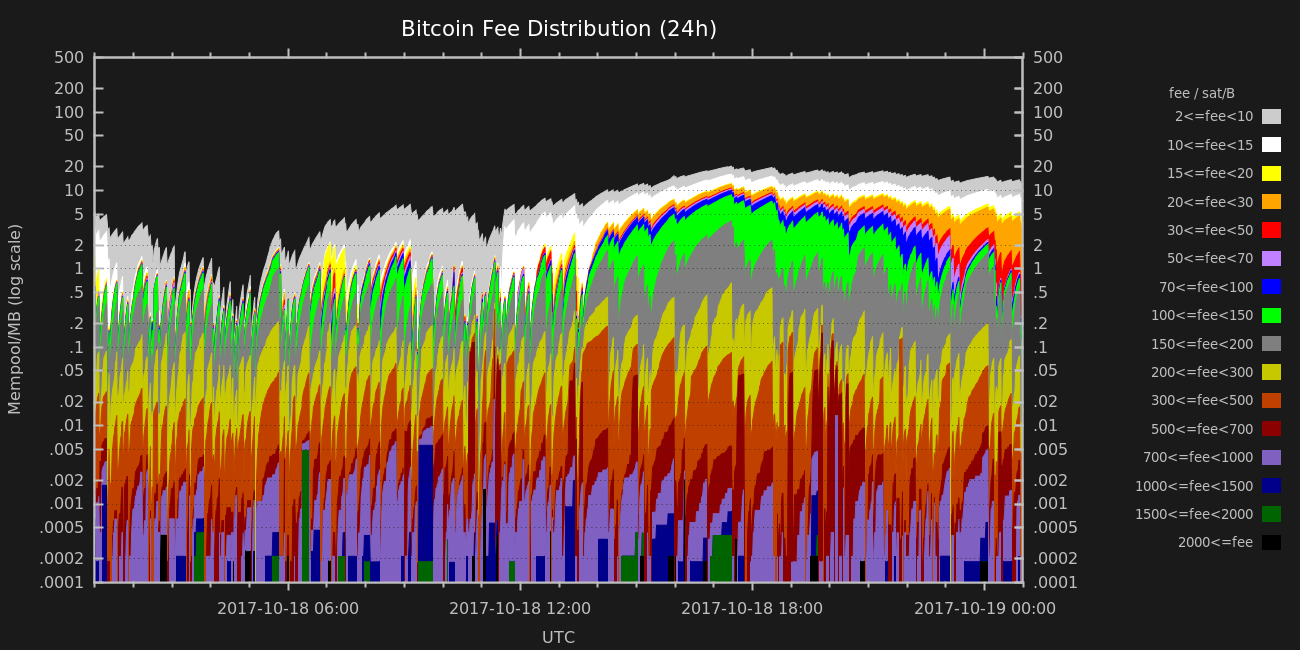 Bitcoin Fee Distribution (24h)
500
200
100
50
20
10
5
2
1
.5
.2
.1
.05
.02
.01
.005
.002
.001
.0005
.0002
.0001
Mempool/MB (log scale)
500
200
100
50
20
10
5
2
1
.5
.2
.1
.05
.02
.01
.005
.002
.001
.0005
.0002
.0001
2017-10-18 06:00
2017-10-18 12:00
2017-10-18 18:00
2017-10-19 00:00
UTC
fee / sat/B
2<=fee<10
10<=fee<15
15<=fee<20
20<=fee<30
30<=fee<50
50<=fee<70
70<=fee<100
100<=fee<150
150<=fee<200
200<=fee<300
300<=fee<500
500<=fee<700
700<=fee<1000
1000<=fee<1500
1500<=fee<2000
2000<=fee